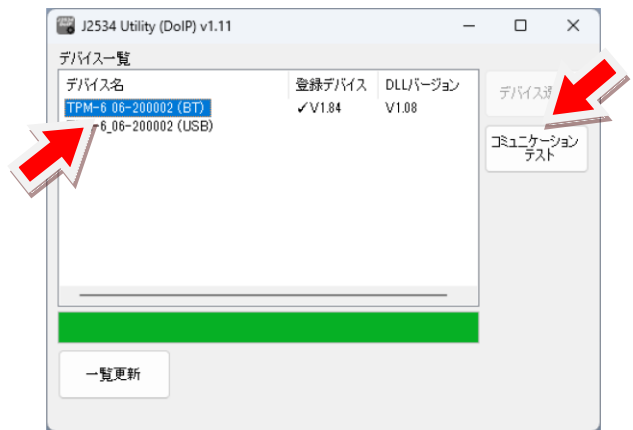 J2534 Utility (DoIP) v1.11
デバイス一覧
デバイス名 登録デバイス DLLバージョン
TPM-6 06-200002 (BT) ✓V1.84 V1.08
-6_06-200002 (USB)
デバイス
コミュニケーション
テスト
一覧更新